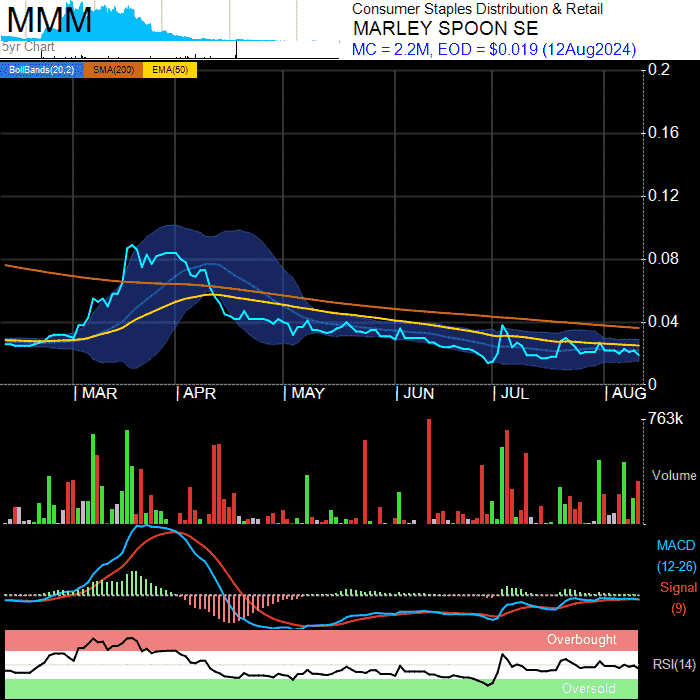 MMM
5yr Chart
Consumer Staples Distribution & Retail
MARLEY SPOON SE
MC = 2.2M, EOD = $0.019 (12Aug2024)
BollBands(20,2) SMA(200) EMA(50)
0.2
0.16
0.12
0.08
0.04
0
MAR APR MAY JUN JUL AUG
763k
Volume
MACD
(12-26)
Signal
(9)
Overbought
RSI(14)
Oversold